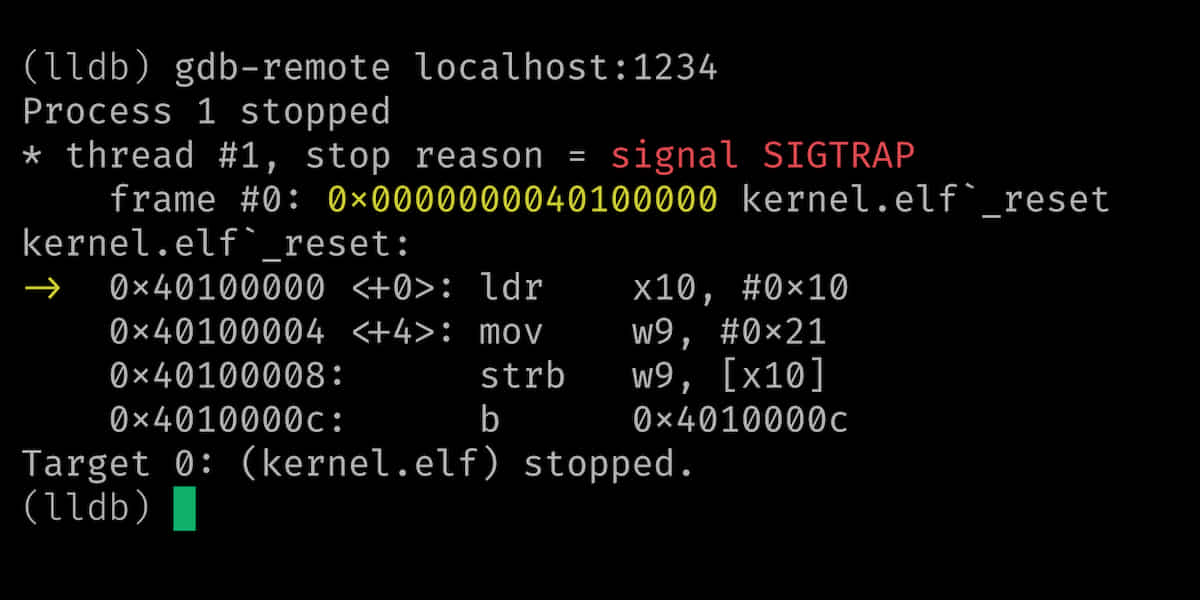 (lldb) gdb-remote localhost:1234
Process 1 stopped
* thread #1, stop reason = signal SIGTRAP
    frame #0: 0x0000000040100000 kernel.elf`_reset
kernel.elf`_reset:
->  0x40100000 <+0>: ldr    x10, #0x10
    0x40100004 <+4>: mov    w9, #0x21
    0x40100008:      strb   w9, [x10]
    0x4010000c:      b      0x4010000c
Target 0: (kernel.elf) stopped.
(lldb)